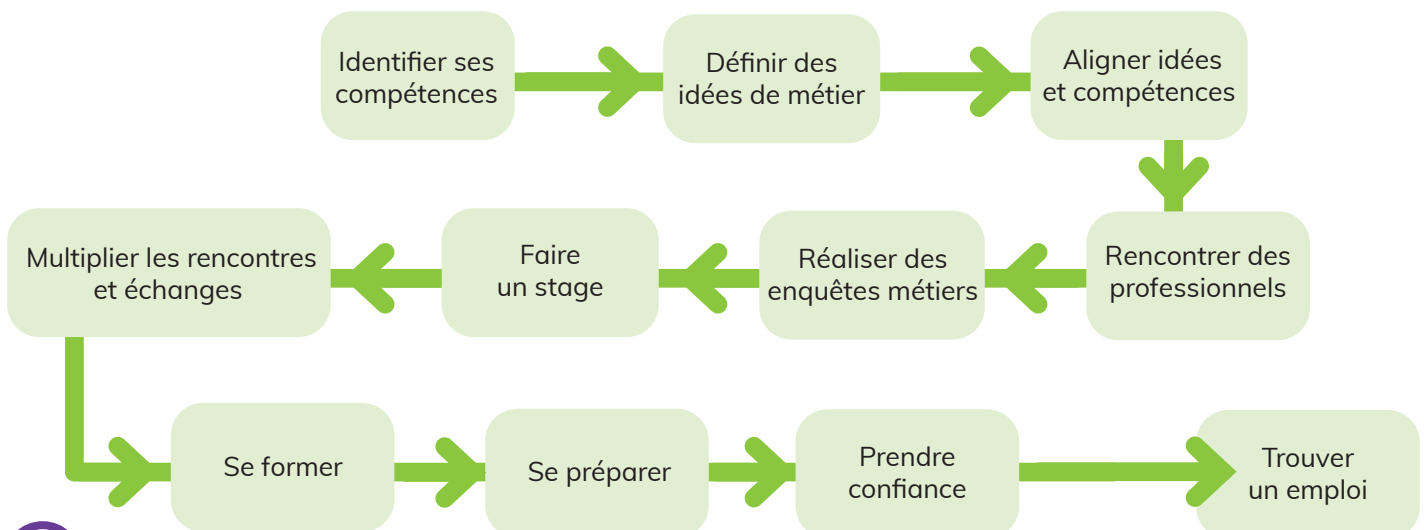 Identifier ses
compétences
Définir des
idées de métier
Aligner idées
et compétences
Rencontrer des
professionnels
Réaliser des
enquêtes métiers
Faire
un stage
Multiplier les rencontres
et échanges
Se former
Se préparer
Prendre
confiance
Trouver
un emploi